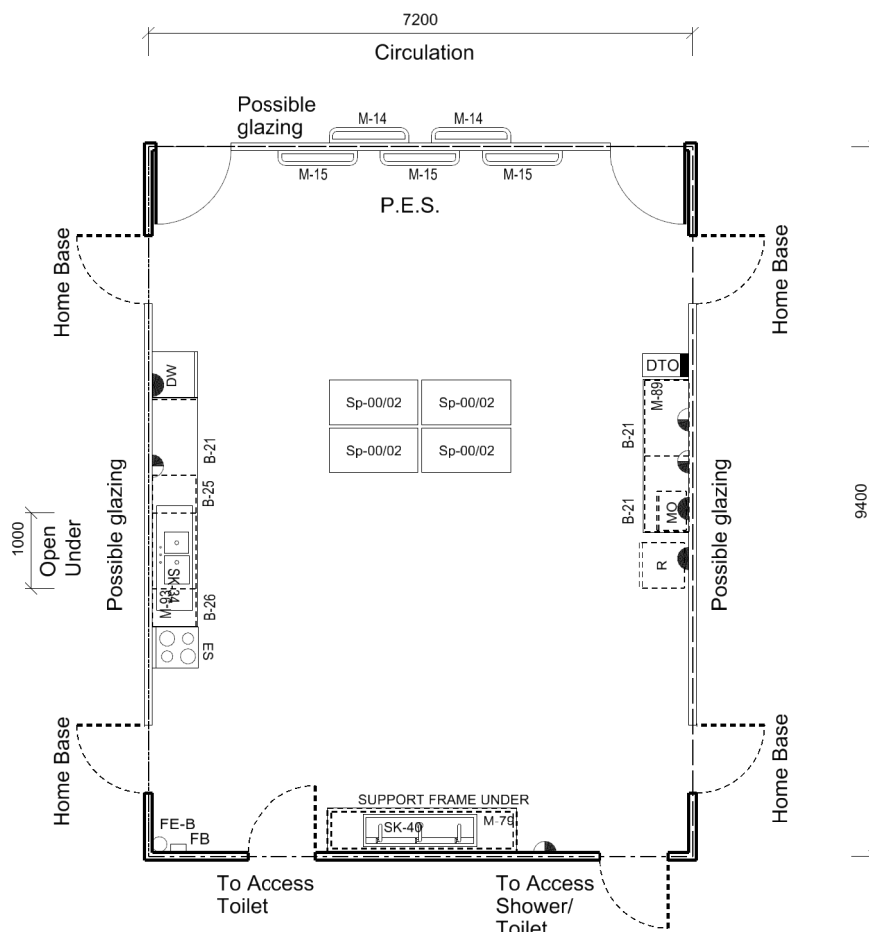 7200
Circulation
Possible
glazing
M-14
M-14
M-15
M-15
M-15
P.E.S.
Home Base
Home Base
DW
DTO
M-89
Sp-00/02
Sp-00/02
Sp-00/02
Sp-00/02
B-21
B-21
B-25
B-21
Possible glazing
Possible glazing
9400
1000
Open
Under
MO
R
SK-34
M-93
B-26
ES
Home Base
Home Base
SUPPORT FRAME UNDER
SK-40
M-79
FE-B
FB
To Access
Toilet
To Access
Shower/
Toilet